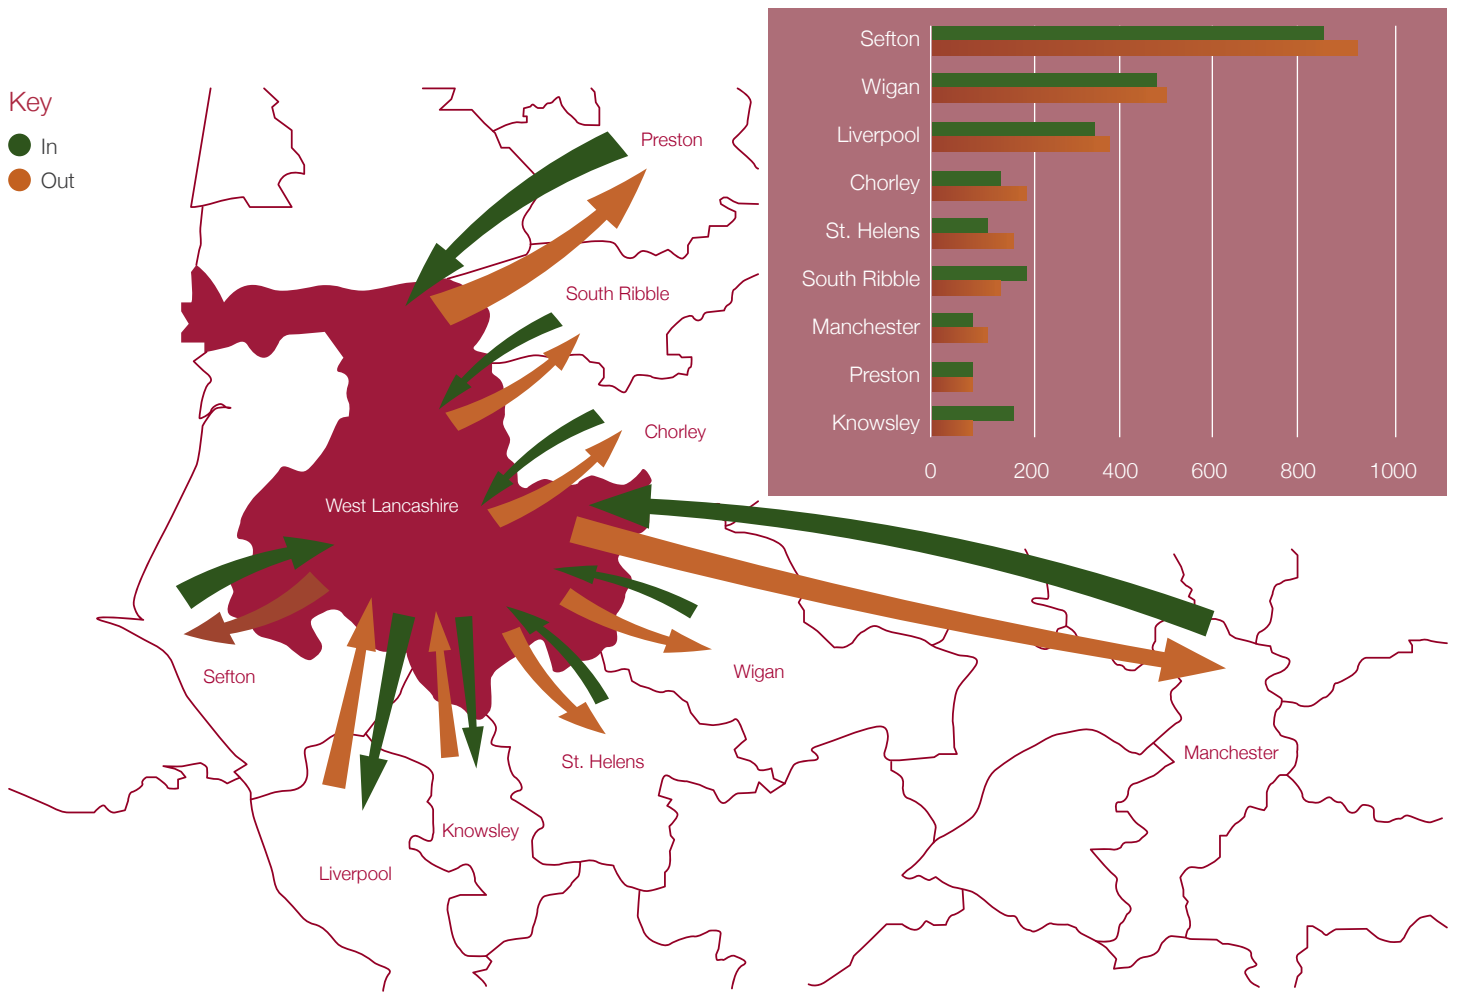 Key
In
Out
Preston
South Ribble
Chorley
West Lancashire
Sefton
Wigan
St. Helens
Manchester
Knowsley
Liverpool
Sefton
Wigan
Liverpool
Chorley
St. Helens
South Ribble
Manchester
Preston
Knowsley
0 200 400 600 800 1000